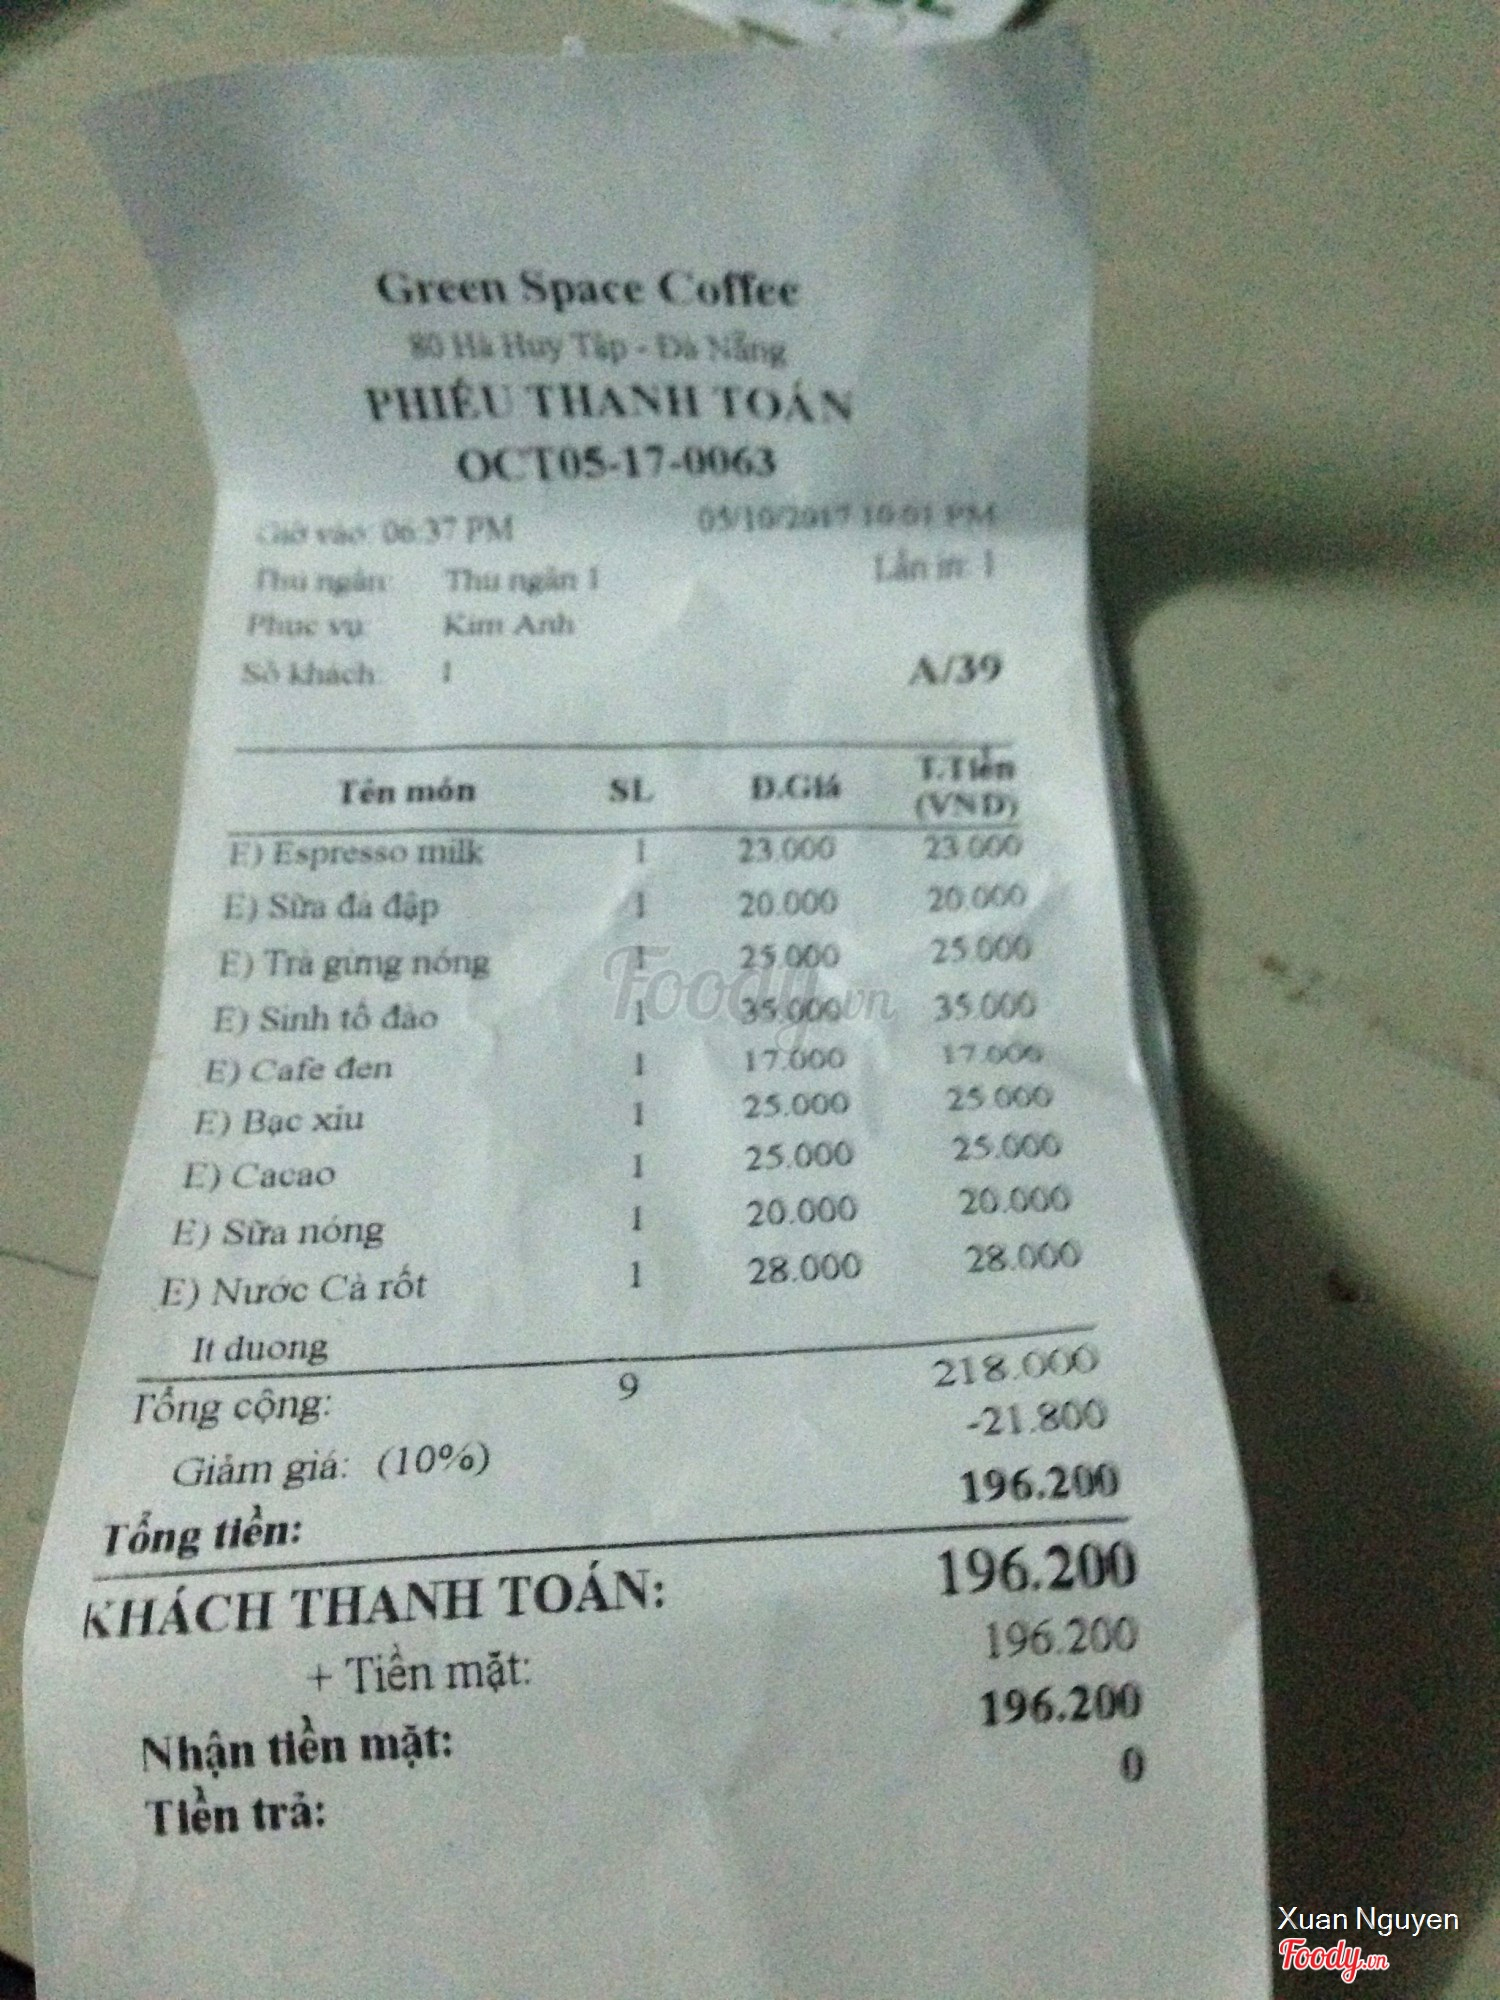 Green Space Coffee
80 Hà Huy Tập - Đà Nẵng
PHIẾU THANH TOÁN
OCT05-17-0063
Giờ vào: 06:37 PM 05/10/2017 10:01 PM
Thu ngân: Thu ngân 1 Lần in: 1
Phục vụ: Kim Anh
Số khách: 1 A/39
Tên món SL Đ.Giá T.Tiền (VNĐ)
E) Espresso milk 1 23.000 23.000
E) Sữa đá đập 1 20.000 20.000
E) Trà gừng nóng 1 25.000 25.000
E) Sinh tố đào 1 35.000 35.000
E) Cafe đen 1 17.000 17.000
E) Bạc xíu 1 25.000 25.000
E) Cacao 1 25.000 25.000
E) Sữa nóng 1 20.000 20.000
E) Nước Cà rốt 1 28.000 28.000
It duong
Tổng cộng: 9 218.000
Giảm giá: (10%) -21.800
Tổng tiền: 196.200
KHÁCH THANH TOÁN: 196.200
+ Tiền mặt: 196.200
Nhận tiền mặt: 196.200
Tiền trả: 0
Foody.vn
Xuan Nguyen
Foody.vn